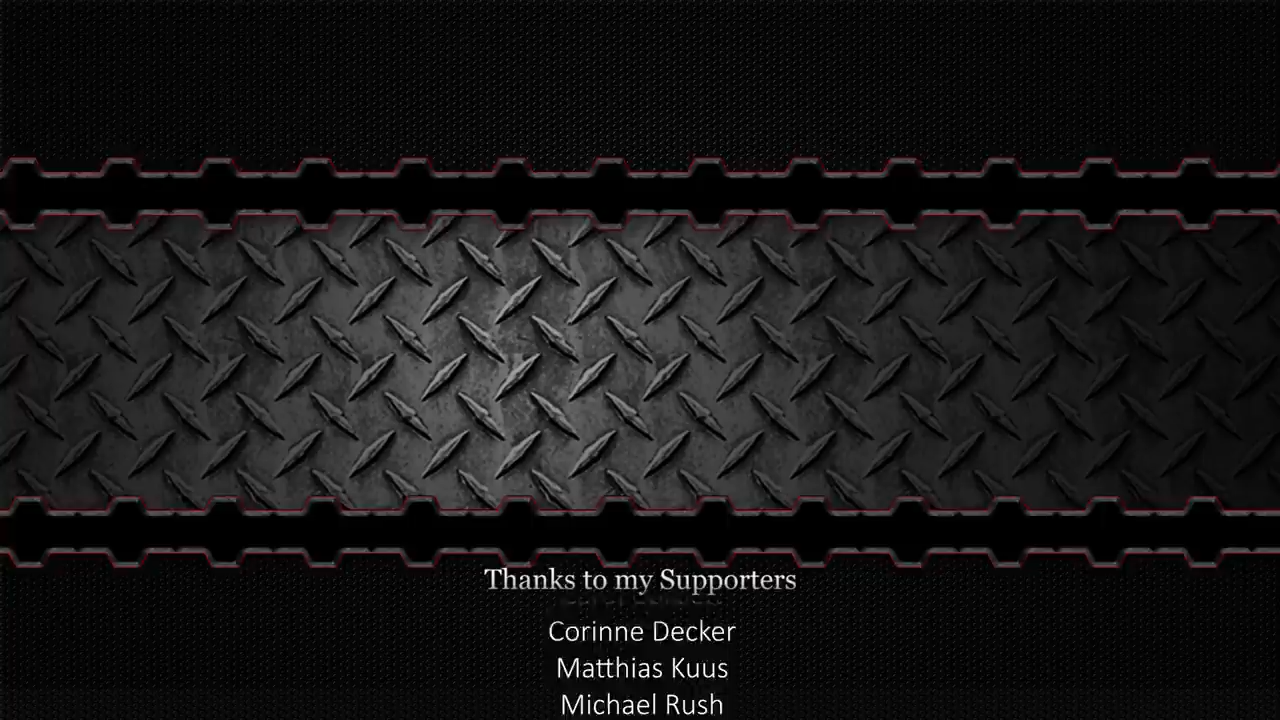 Thanks to my Supporters
Corinne Decker
Matthias Kuus
Michael Rush